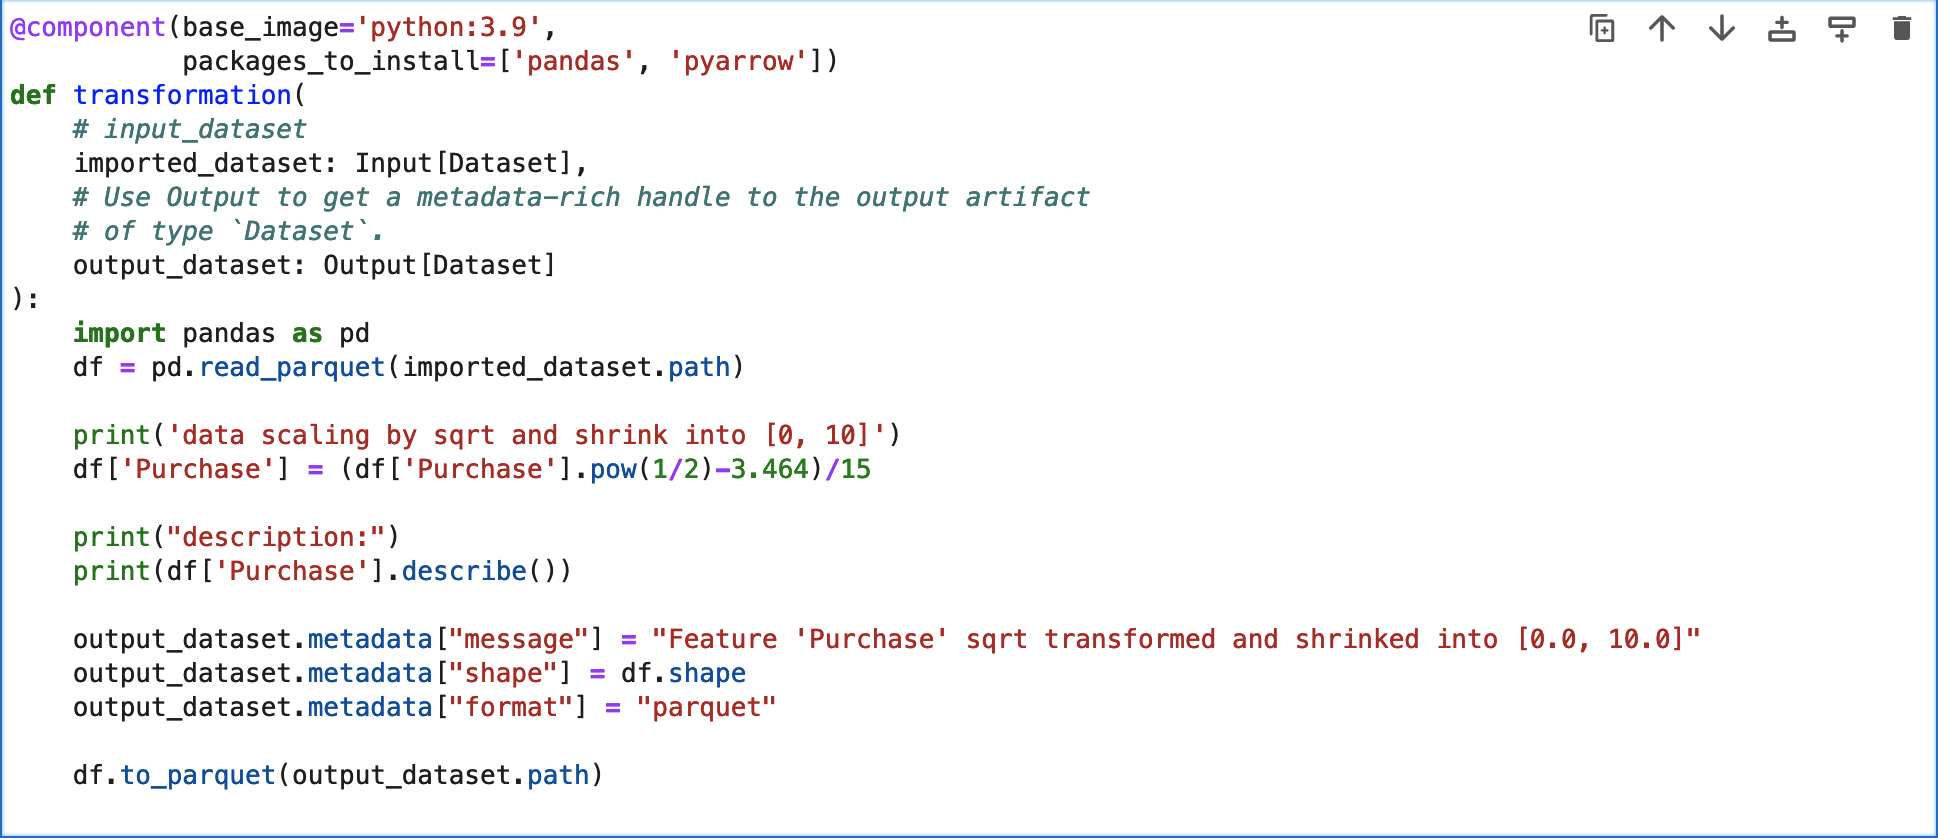 @component(base_image='python:3.9',
           packages_to_install=['pandas', 'pyarrow'])
def transformation(
    # input_dataset
    imported_dataset: Input[Dataset],
    # Use Output to get a metadata-rich handle to the output artifact
    # of type `Dataset`.
    output_dataset: Output[Dataset]
):
    import pandas as pd
    df = pd.read_parquet(imported_dataset.path)

    print('data scaling by sqrt and shrink into [0, 10]')
    df['Purchase'] = (df['Purchase'].pow(1/2)-3.464)/15

    print("description:")
    print(df['Purchase'].describe())

    output_dataset.metadata["message"] = "Feature 'Purchase' sqrt transformed and shrinked into [0.0, 10.0]"
    output_dataset.metadata["shape"] = df.shape
    output_dataset.metadata["format"] = "parquet"

    df.to_parquet(output_dataset.path)